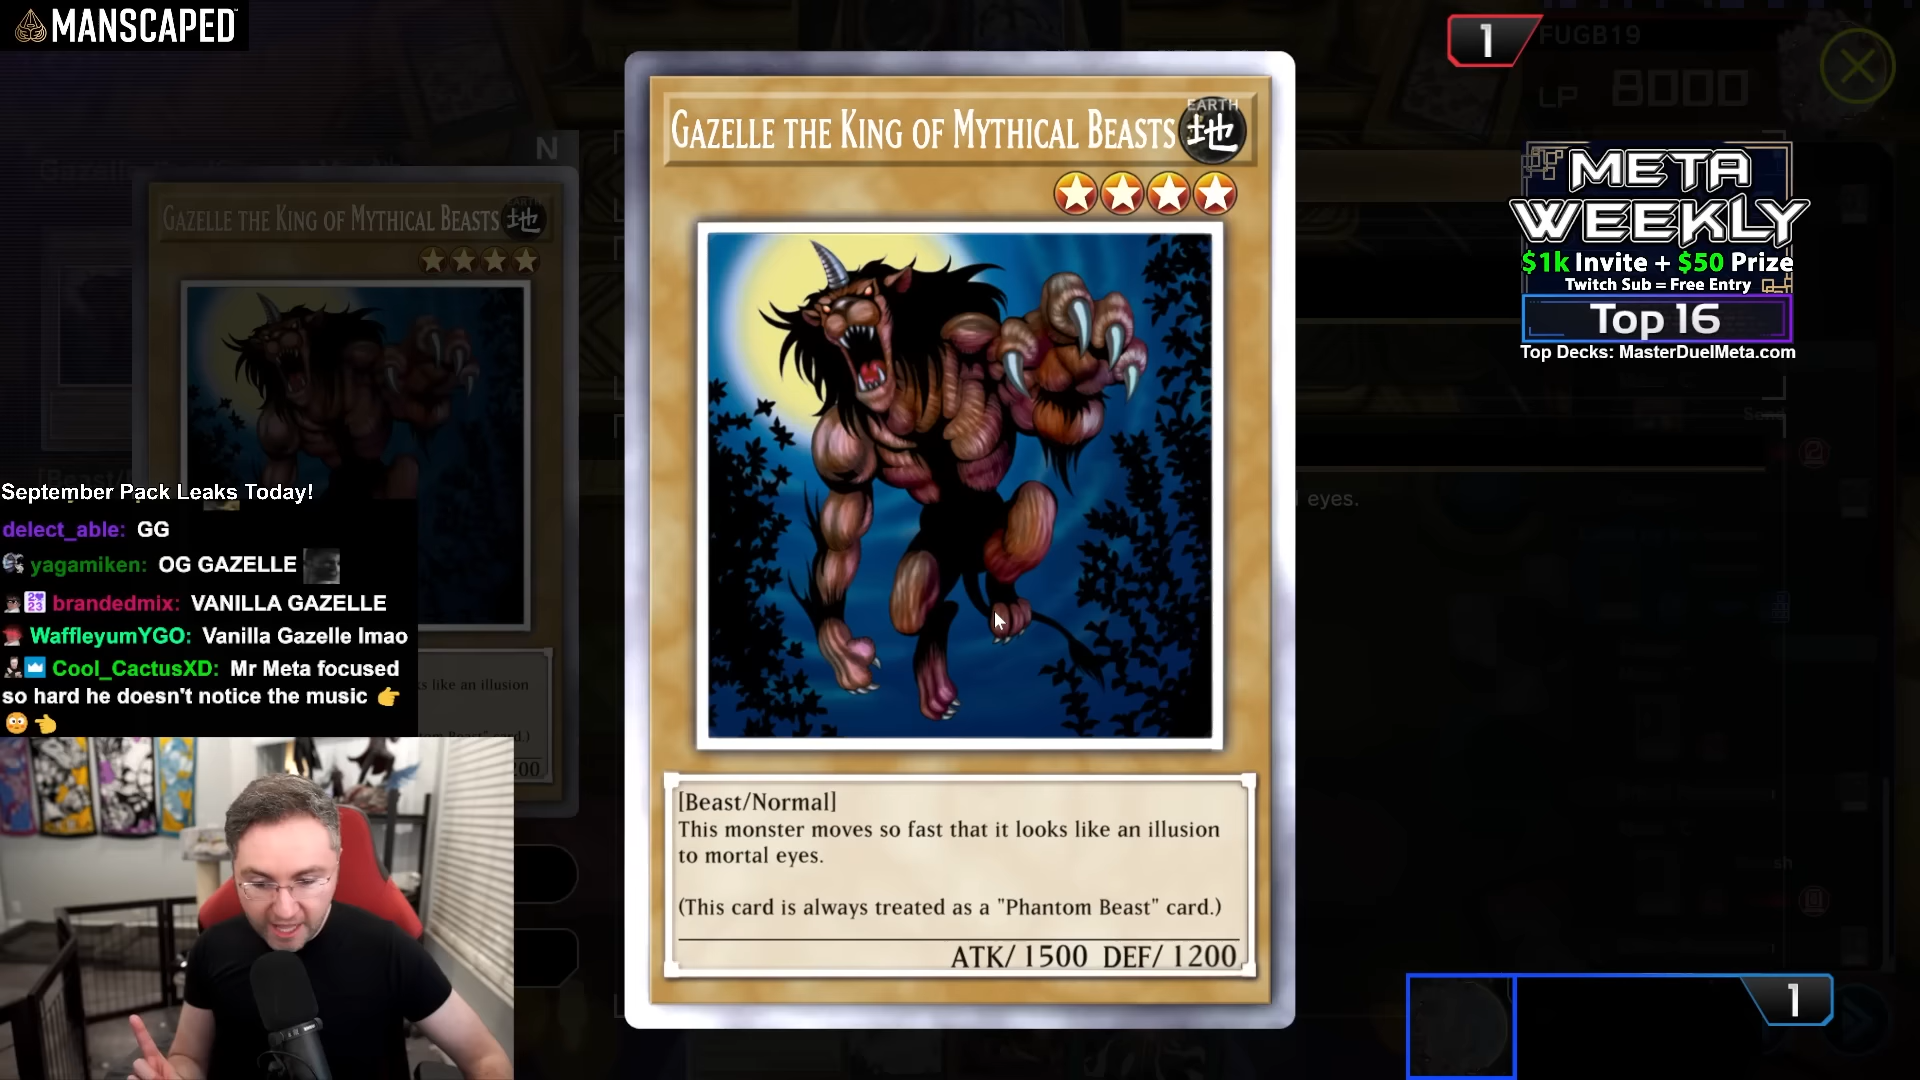 MANSCAPED
1
FUGB19
LP 8000
META
WEEKLY
$1k Invite + $50 Prize
Twitch Sub = Free Entry
Top 16
Top Decks: MasterDuelMeta.com
N
GAZELLE THE KING OF MYTHICAL BEASTS
EARTH
地
GAZELLE THE KING OF MYTHICAL BEASTS
EARTH
地
[Beast/Normal]
This monster moves so fast that it looks like an illusion
to mortal eyes.
(This card is always treated as a "Phantom Beast" card.)
ATK/ 1500 DEF/ 1200
eyes.
September Pack Leaks Today!
delect_able: GG
yagamiken: OG GAZELLE
brandedmix: VANILLA GAZELLE
WaffleyumYGO: Vanilla Gazelle lmao
Cool_CactusXD: Mr Meta focused
so hard he doesn't notice the music 👉
😳 👈
like an illusion
1